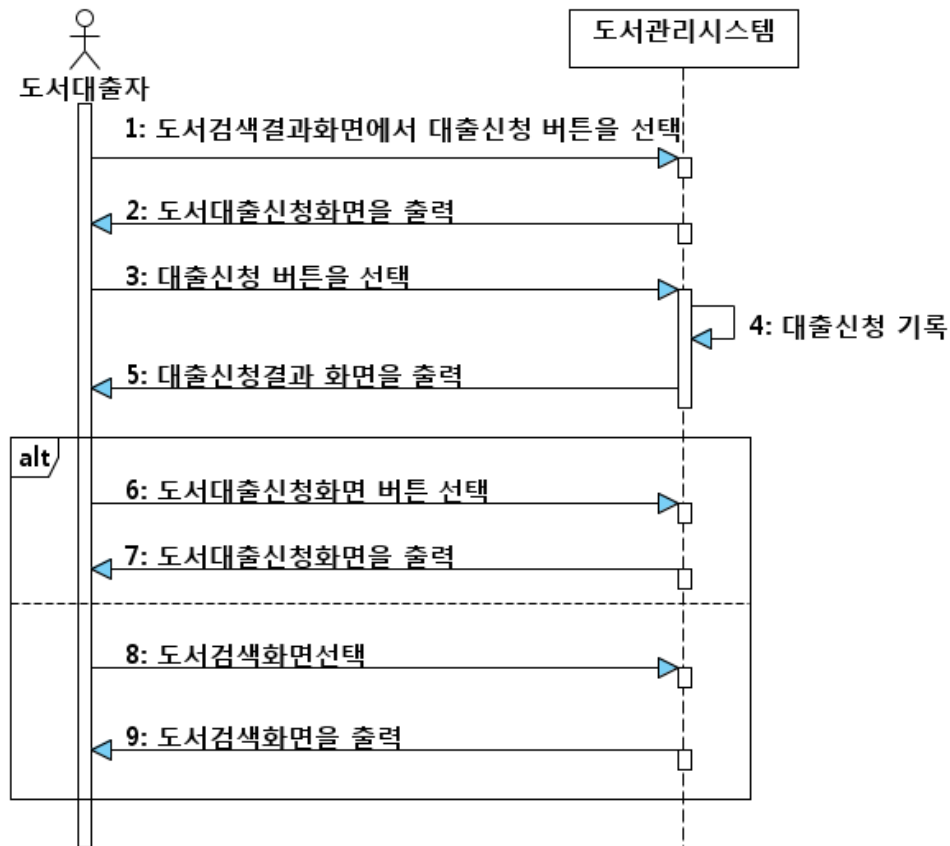 도서관리시스템
도서대출자
1: 도서검색결과화면에서 대출신청 버튼을 선택
2: 도서대출신청화면을 출력
3: 대출신청 버튼을 선택
4: 대출신청 기록
5: 대출신청결과 화면을 출력
alt
6: 도서대출신청화면 버튼 선택
7: 도서대출신청화면을 출력
8: 도서검색화면선택
9: 도서검색화면을 출력